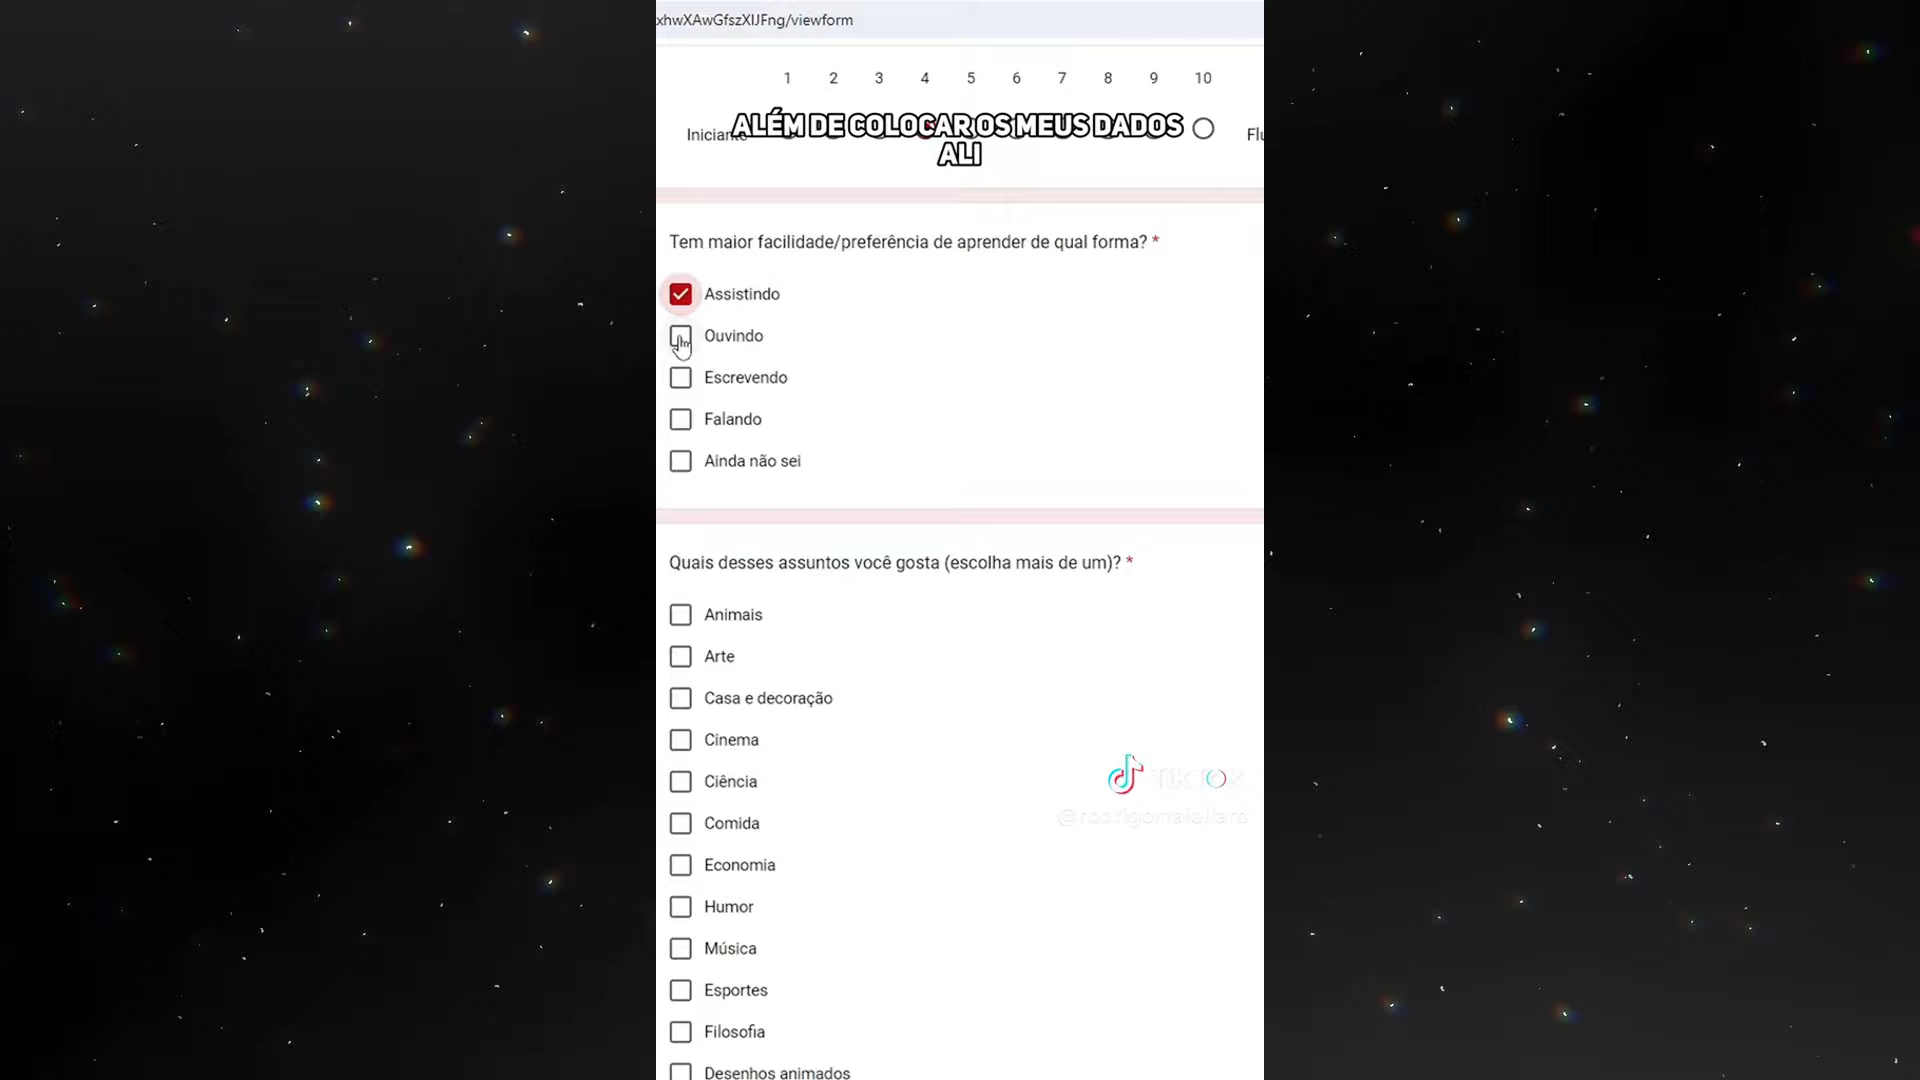 xhwXAwGfszXIJFng/viewform
1 2 3 4 5 6 7 8 9 10
ALÉM DE COLOCAR OS MEUS DADOS
ALI
Tem maior facilidade/preferência de aprender de qual forma? *
Assistindo
Ouvindo
Escrevendo
Falando
Ainda não sei
Quais desses assuntos você gosta (escolha mais de um)? *
Animais
Arte
Casa e decoração
Cinema
Ciência
Comida
TikTok
Economia
Humor
Música
Esportes
Filosofia
Desenhos animados